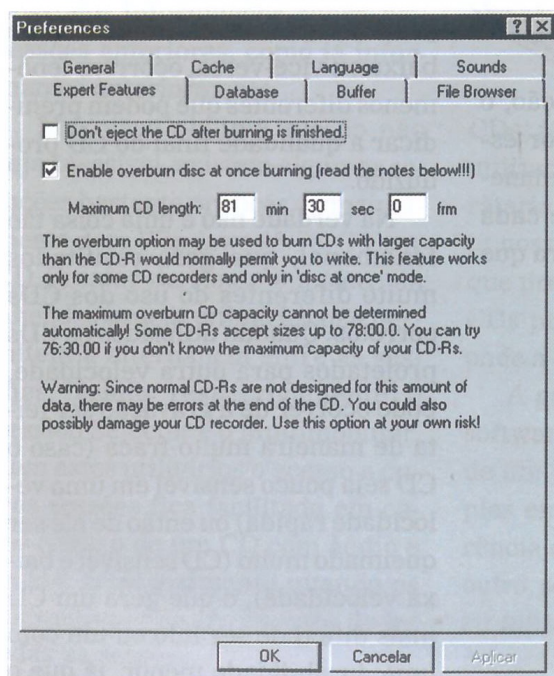 Preferences
General Cache Language Sounds
Expert Features Database Buffer File Browser
Don't eject the CD after burning is finished.
Enable overburn disc at once burning (read the notes below!!!)
Maximum CD length: 81 min 30 sec 0 frm
The overburn option may be used to burn CDs with larger capacity
than the CD-R would normally permit you to write. This feature works
only for some CD recorders and only in 'disc at once' mode.
The maximum overburn CD capacity cannot be determined
automatically! Some CD-Rs accept sizes up to 78:00.0. You can try
76:30.00 if you don't know the maximum capacity of your CD-Rs.
Warning: Since normal CD-Rs are not designed for this amount of
data, there may be errors at the end of the CD. You could also
possibly damage your CD recorder. Use this option at your own risk!
OK Cancelar Aplicar